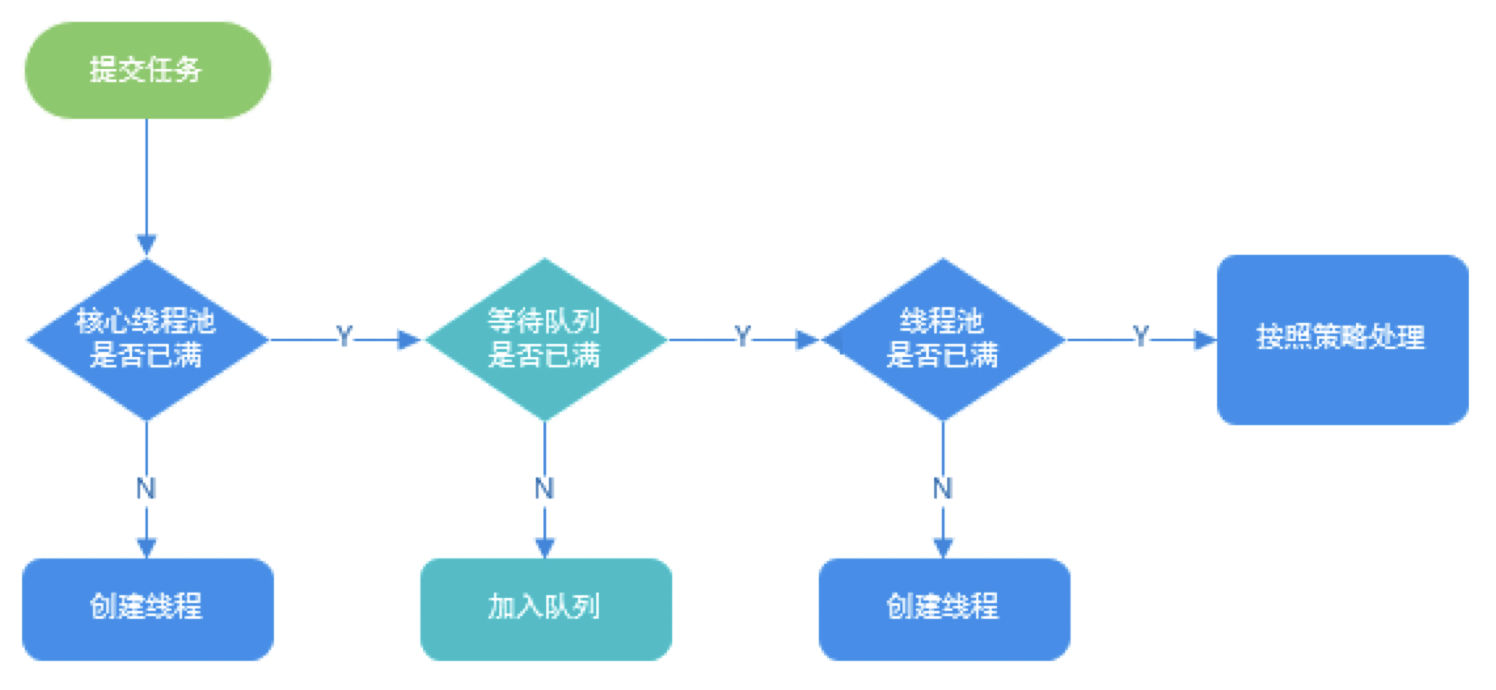 提交任务
核心线程池
是否已满
Y
等待队列
是否已满
Y
线程池
是否已满
Y
按照策略处理
N
N
N
创建线程
加入队列
创建线程